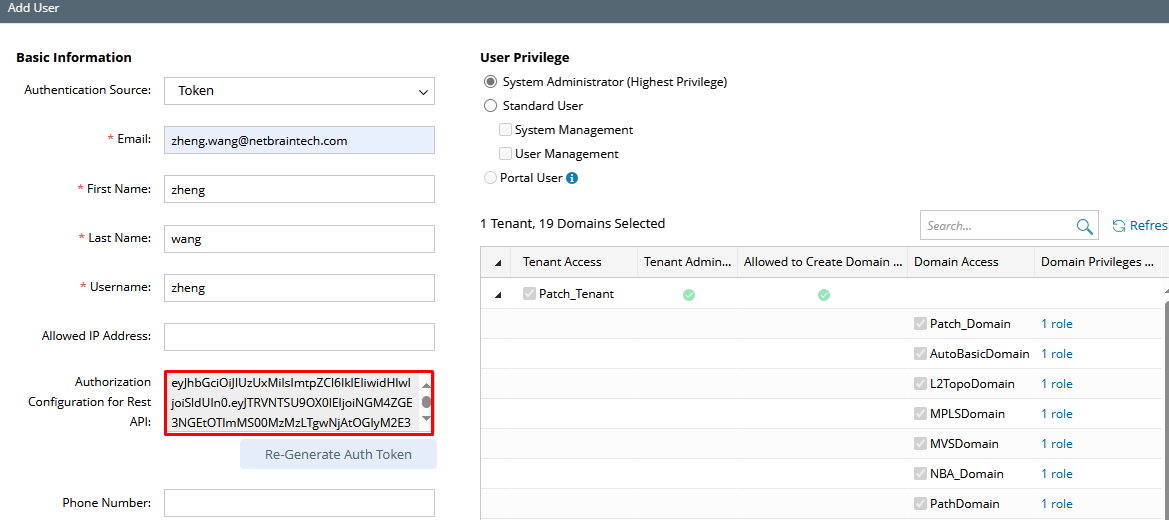 Add User
Basic Information
Authentication Source:
Token
* Email:
zheng.wang@netbraintech.com
* First Name:
zheng
* Last Name:
wang
* Username:
zheng
Allowed IP Address:
Authorization
Configuration for Rest
API:
eyJhbGciOiJIUzUxMiIsImtpZCI6IklEIiwidHlwI
joiSldUIn0.eyJTRVNTSU9OX0lEIjoiNGM4ZGE
3NGEtOTlmMS00MzMzLTgwNjAtOGIyM2E3
Re-Generate Auth Token
Phone Number:
User Privilege
System Administrator (Highest Privilege)
Standard User
System Management
User Management
Portal User
1 Tenant, 19 Domains Selected
Search...
Refres
Tenant Access Tenant Admin... Allowed to Create Domain ... Domain Access Domain Privileges ...
Patch_Tenant
Patch_Domain 1 role
AutoBasicDomain 1 role
L2TopoDomain 1 role
MPLSDomain 1 role
MVSDomain 1 role
NBA_Domain 1 role
PathDomain 1 role